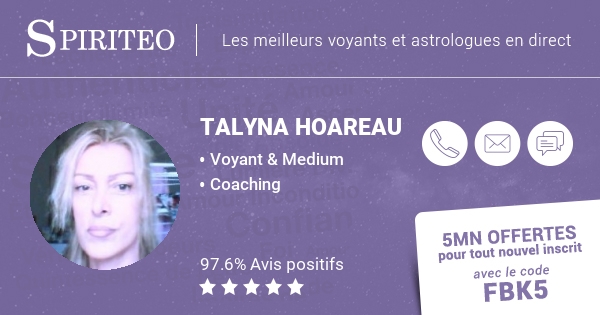 SPIRITEO
Les meilleurs voyants et astrologues en direct
TALYNA HOAREAU
• Voyant & Medium
• Coaching
97.6% Avis positifs
5MN OFFERTES
pour tout nouvel inscrit
avec le code
FBK5